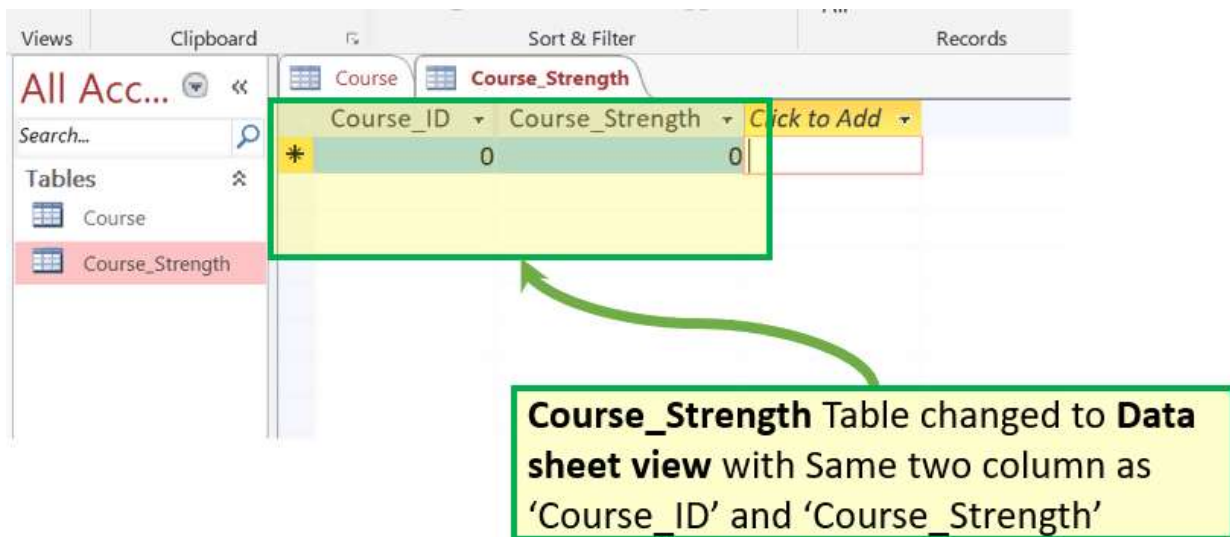 Views Clipboard Sort & Filter Records
All Acc...
Course Course_Strength
Search...
Course_ID Course_Strength Click to Add
0 0
Tables
Course
Course_Strength
Course_Strength Table changed to Data
sheet view with Same two column as
‘Course_ID’ and ‘Course_Strength’